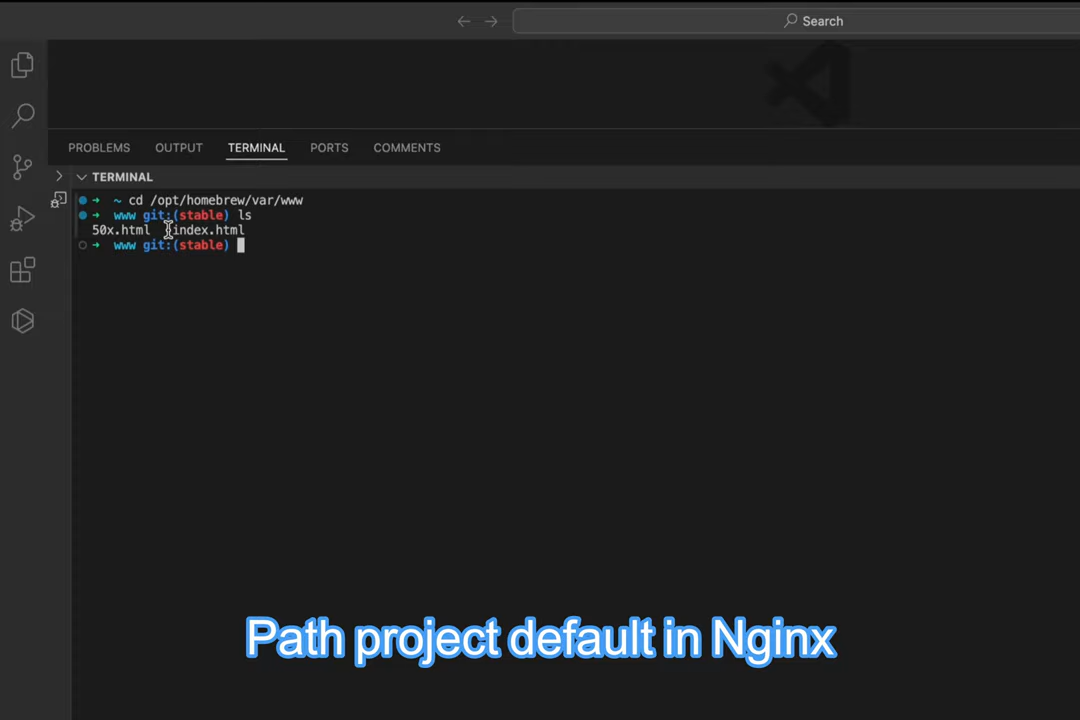 Search
PROBLEMS OUTPUT TERMINAL PORTS COMMENTS
TERMINAL
➜ ~ cd /opt/homebrew/var/www
➜ www git:(stable) ls
50x.html index.html
➜ www git:(stable)
Path project default in Nginx